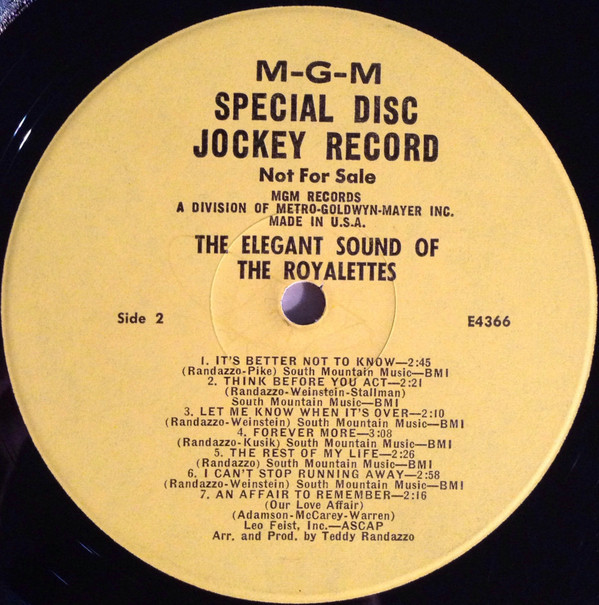 M-G-M
SPECIAL DISC
JOCKEY RECORD
Not For Sale
MGM RECORDS
A DIVISION OF METRO-GOLDWYN-MAYER INC.
MADE IN U.S.A.
THE ELEGANT SOUND OF
THE ROYALETTES
Side 2
E4366
1. IT'S BETTER NOT TO KNOW—2:45
(Randazzo-Pike) South Mountain Music—BMI
2. THINK BEFORE YOU ACT—2:21
(Randazzo-Weinstein-Stallman)
South Mountain Music—BMI
3. LET ME KNOW WHEN IT'S OVER—2:10
(Randazzo-Weinstein) South Mountain Music—BMI
4. FOREVER MORE—3:08
(Randazzo-Kusik) South Mountain Music—BMI
5. THE REST OF MY LIFE—2:26
(Randazzo) South Mountain Music—BMI
6. I CAN'T STOP RUNNING AWAY—2:58
(Randazzo-Weinstein) South Mountain Music—BMI
7. AN AFFAIR TO REMEMBER—2:16
(Our Love Affair)
(Adamson-McCarey-Warren)
Leo Feist, Inc.—ASCAP
Arr. and Prod. by Teddy Randazzo